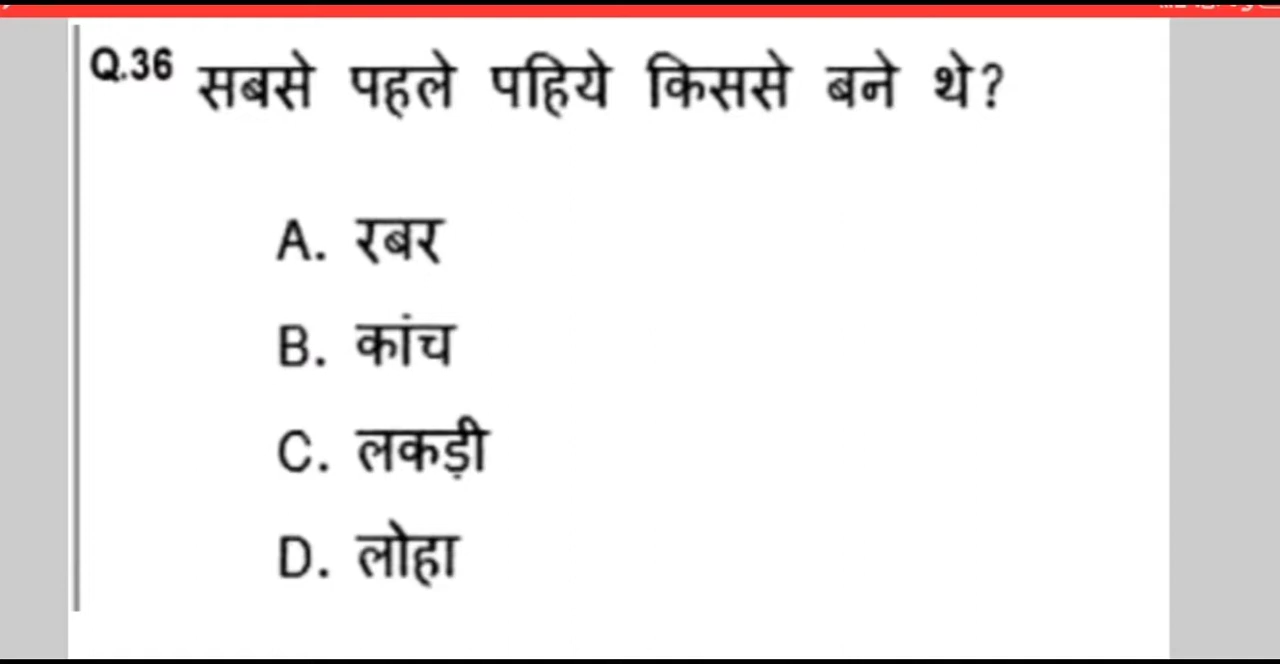 Q.36 सबसे पहले पहिये किससे बने थे?
A. रबर
B. कांच
C. लकड़ी
D. लोहा